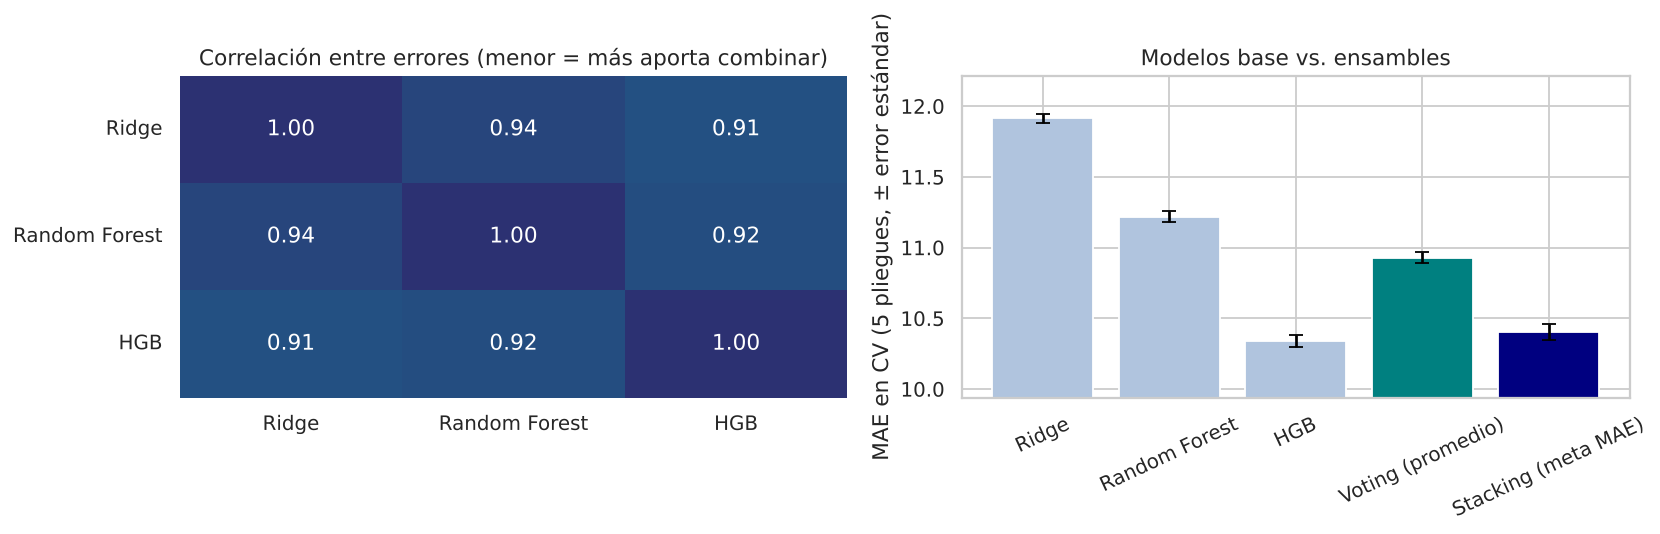 Correlación entre errores (menor = más aporta combinar)
Ridge 1.00 0.94 0.91
Random Forest 0.94 1.00 0.92
HGB 0.91 0.92 1.00
Ridge Random Forest HGB
Modelos base vs. ensambles
MAE en CV (5 pliegues, ± error estándar)
12.0
11.5
11.0
10.5
10.0
Ridge
Random Forest
HGB
Voting (promedio)
Stacking (meta MAE)